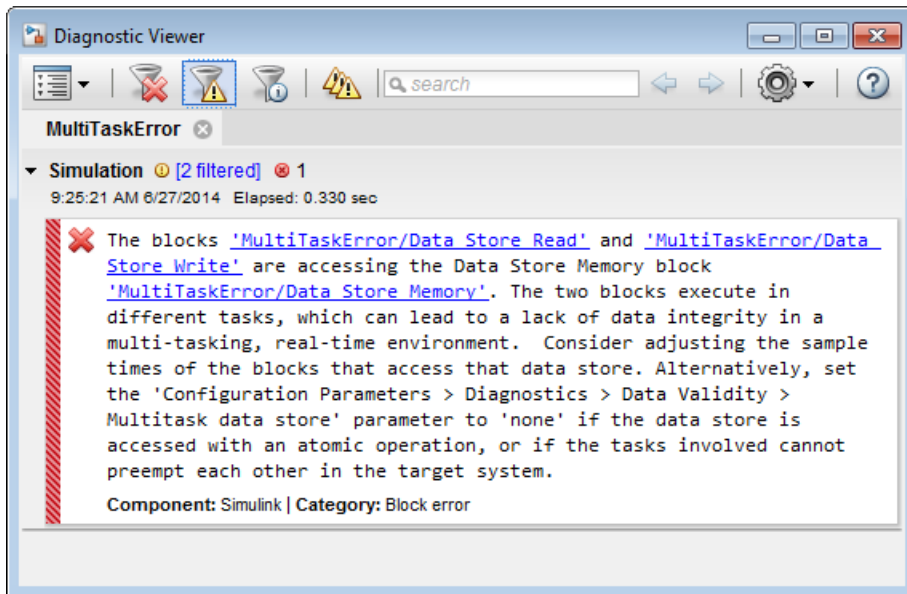 Diagnostic Viewer
search
MultiTaskError
Simulation [2 filtered] 1
9:25:21 AM 6/27/2014 Elapsed: 0.330 sec
The blocks 'MultiTaskError/Data Store Read' and 'MultiTaskError/Data
Store Write' are accessing the Data Store Memory block
'MultiTaskError/Data Store Memory'. The two blocks execute in
different tasks, which can lead to a lack of data integrity in a
multi-tasking, real-time environment.  Consider adjusting the sample
times of the blocks that access that data store. Alternatively, set
the 'Configuration Parameters > Diagnostics > Data Validity >
Multitask data store' parameter to 'none' if the data store is
accessed with an atomic operation, or if the tasks involved cannot
preempt each other in the target system.
Component: Simulink | Category: Block error